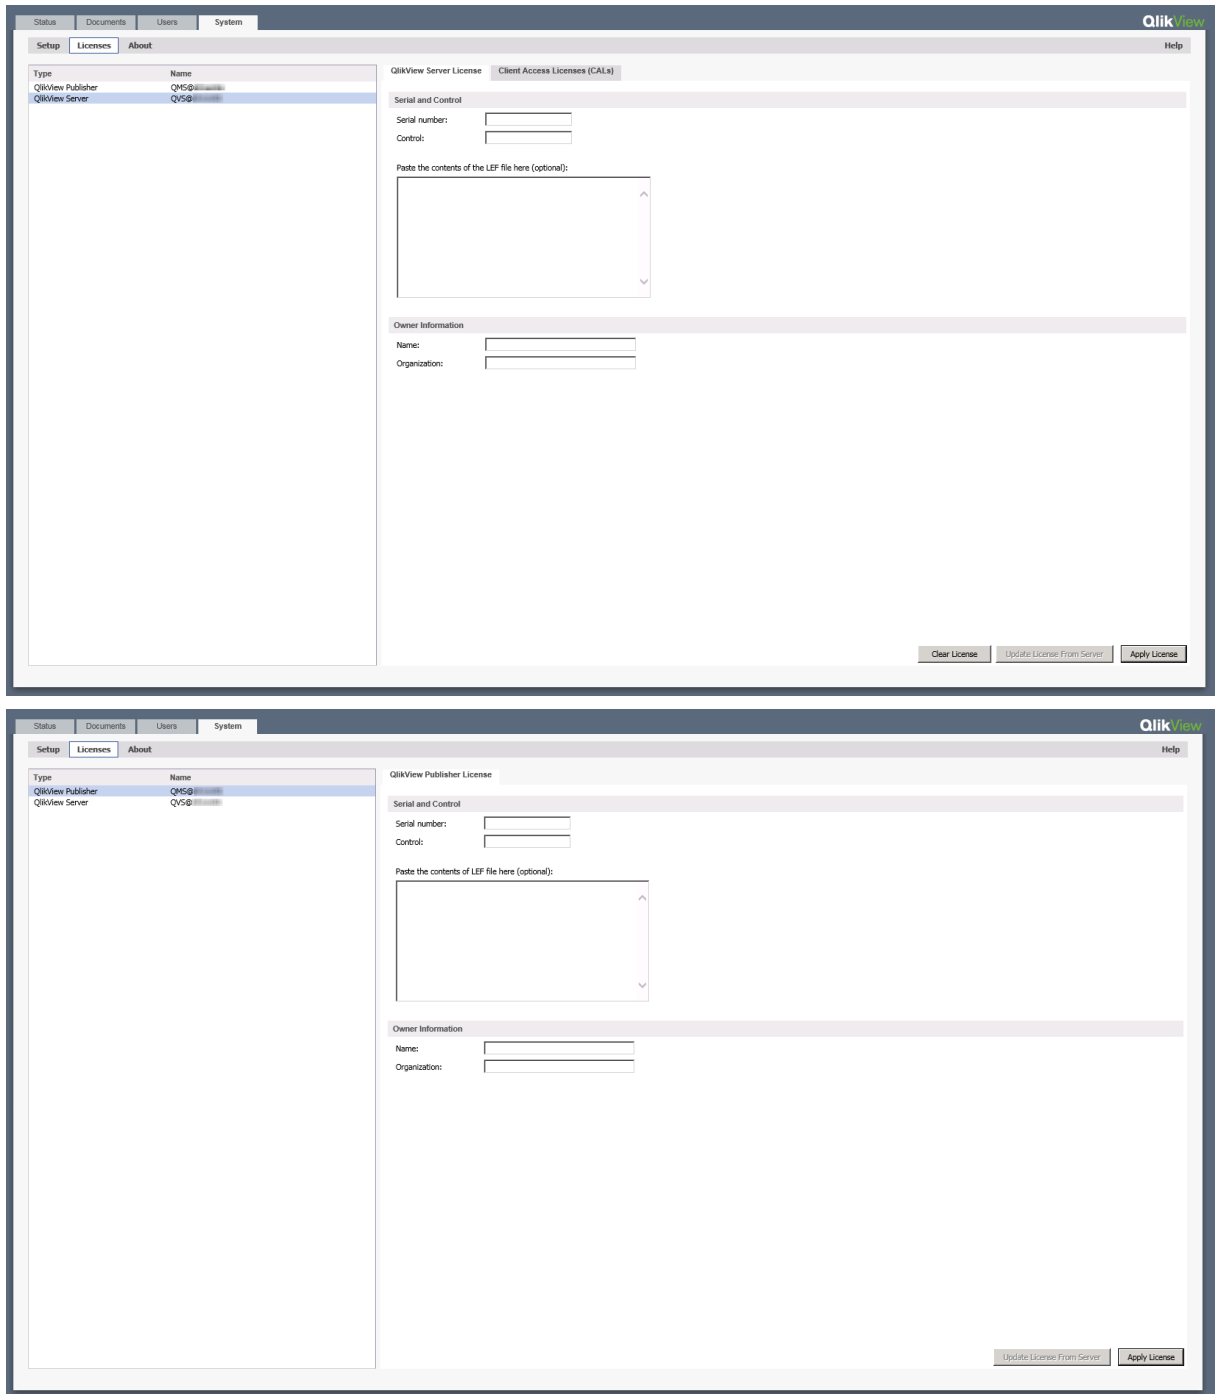 Status Documents Users System QlikView
Setup Licenses About Help
Type Name
QlikView Publisher QMS@
QlikView Server QVS@
QlikView Server License Client Access Licenses (CALs)
Serial and Control
Serial number:
Control:
Paste the contents of the LEF file here (optional):
Owner Information
Name:
Organization:
Clear License Update License From Server Apply License
Status Documents Users System QlikView
Setup Licenses About Help
Type Name
QlikView Publisher QMS@
QlikView Server QVS@
QlikView Publisher License
Serial and Control
Serial number:
Control:
Paste the contents of LEF file here (optional):
Owner Information
Name:
Organization:
Update License From Server Apply License